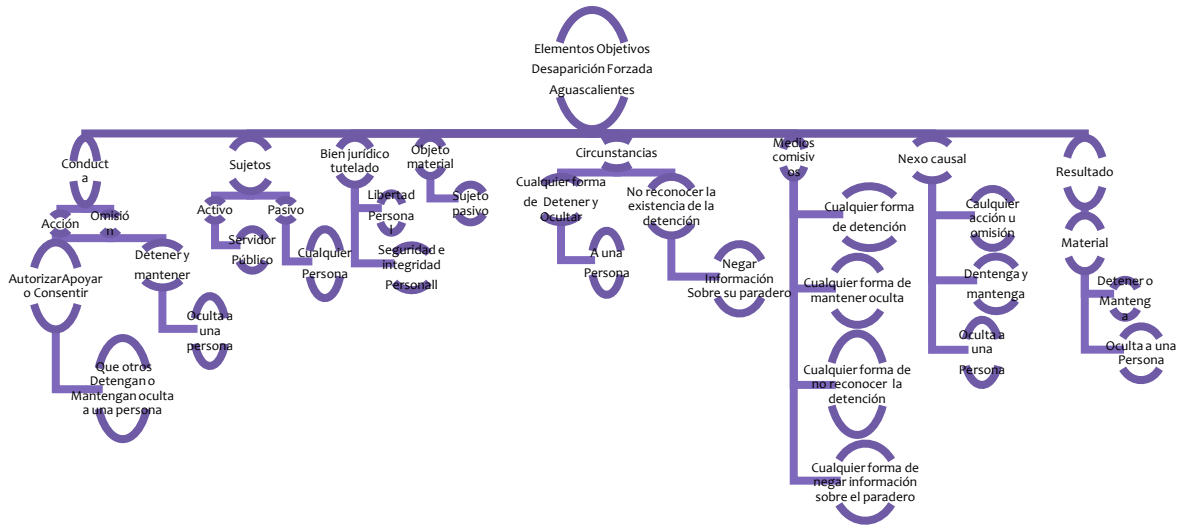 Elementos Objetivos
Desaparición Forzada
Aguascalientes
Conduct
a
Acción
Omisió
n
Autorizar Apoyar
o Consentir
Que otros
Detengan o
Mantengan oculta
a una persona
Detener y
mantener
Oculta a
una
persona
Sujetos
Activo
Servidor
Público
Pasivo
Cualquier
Persona
Bien jurídico
tutelado
Libertad
Persona
l
Seguridad e
integridad
Personall
Objeto
material
Sujeto
pasivo
Circunstancias
Cualquier forma
de Detener y
Ocultar
A una
Persona
No reconocer la
existencia de la
detención
Negar
Información
Sobre su paradero
Medios
comisiv
os
Cualquier forma
de detención
Cualquier forma de
mantener oculta
Cualquier forma de
no reconocer la
detención
Cualquier forma de
negar información
sobre el paradero
Nexo causal
Caulquier
acción u
omisión
Dentenga y
mantenga
Oculta a
una
Persona
Resultado
Material
Detener o
Manteng
a
Oculta a una
Persona